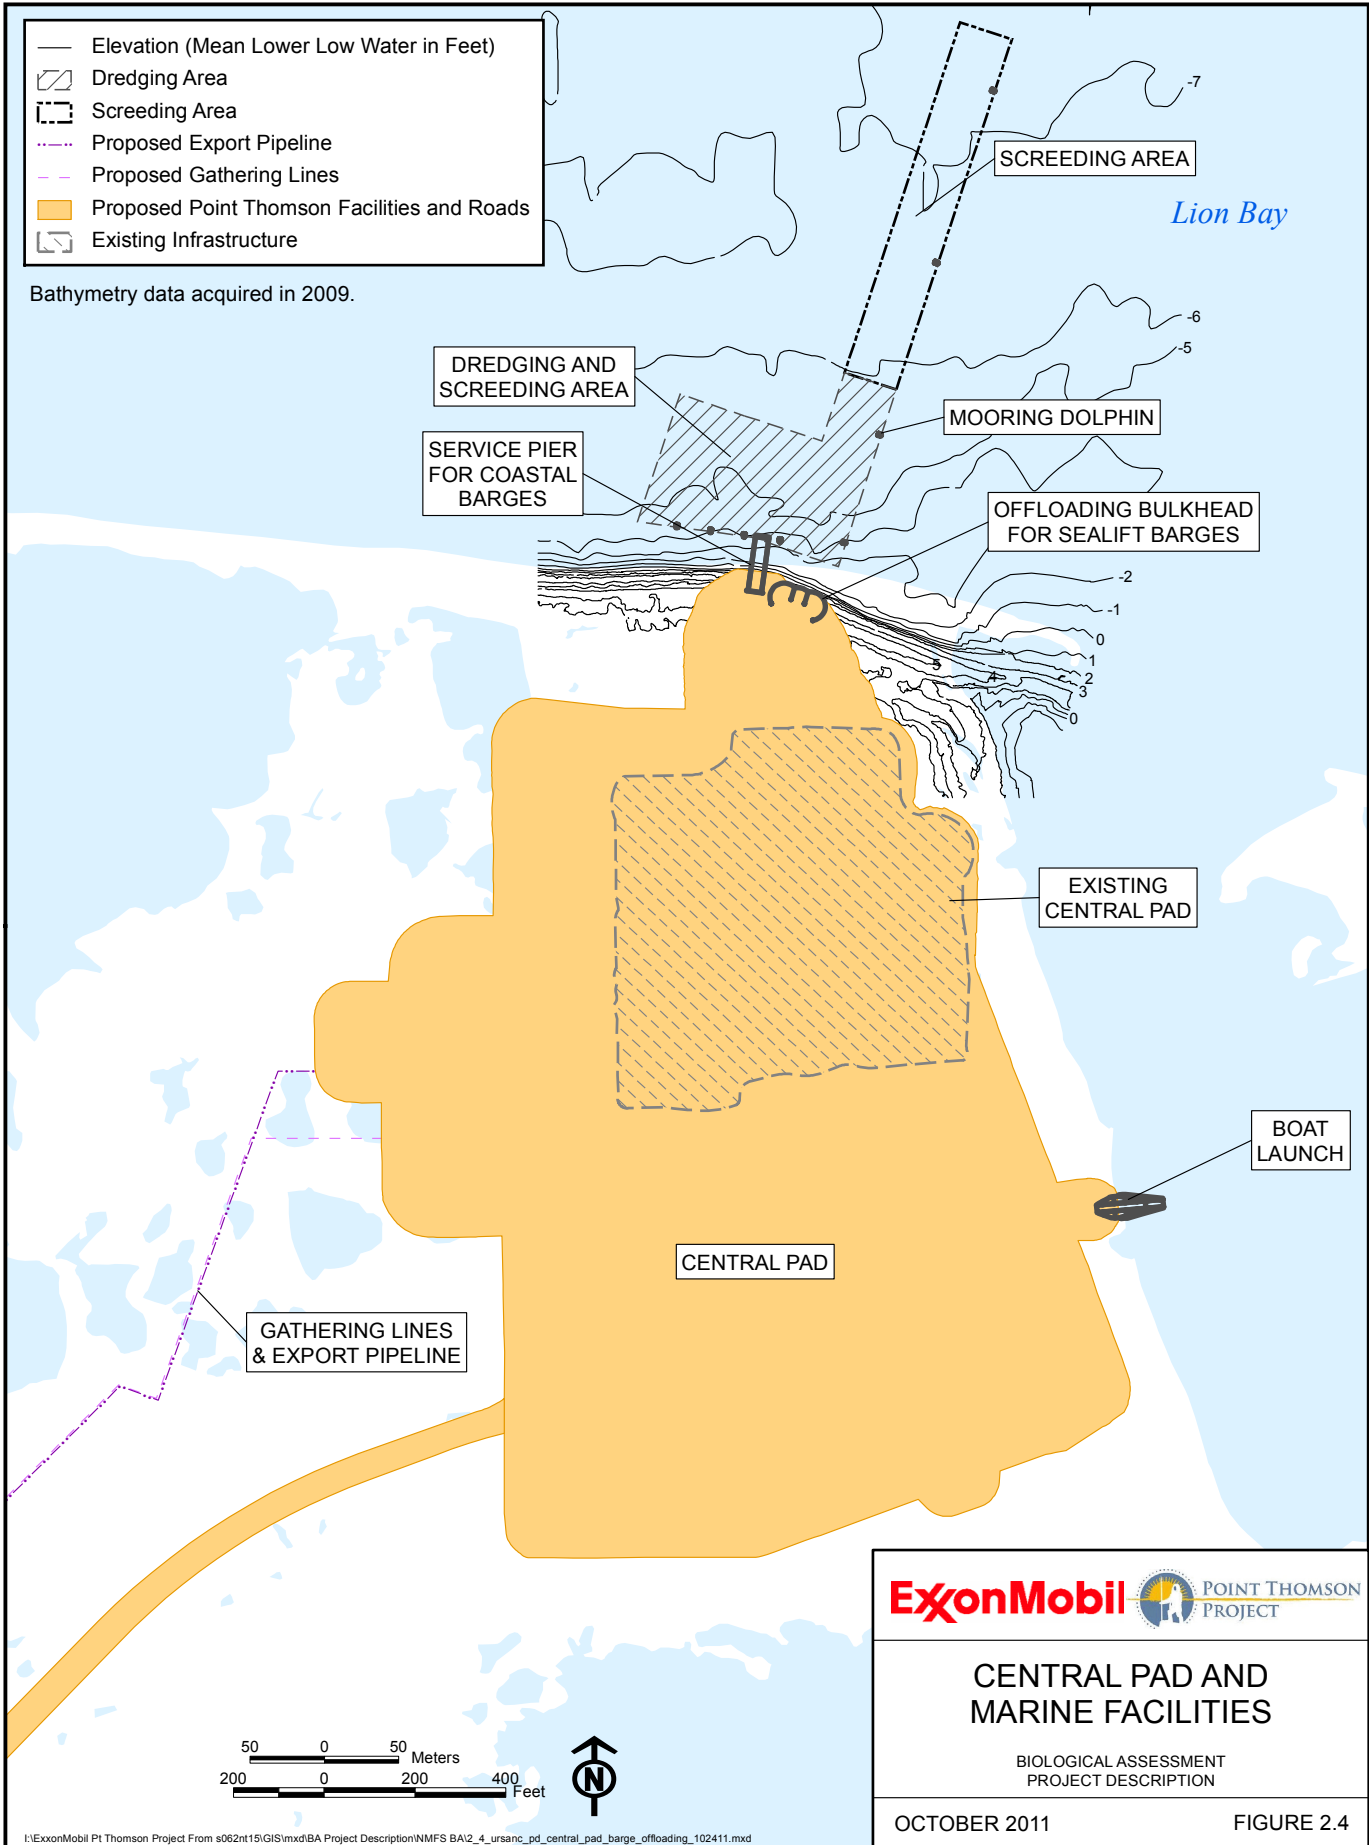 Elevation (Mean Lower Low Water in Feet)
Dredging Area
Screeding Area
Proposed Export Pipeline
Proposed Gathering Lines
Proposed Point Thomson Facilities and Roads
Existing Infrastructure
Bathymetry data acquired in 2009.
-7
SCREEDING AREA
Lion Bay
-6
-5
DREDGING AND
SCREEDING AREA
MOORING DOLPHIN
SERVICE PIER
FOR COASTAL
BARGES
OFFLOADING BULKHEAD
FOR SEALIFT BARGES
-2
-1
0
1
2
3
5
4
0
EXISTING
CENTRAL PAD
BOAT
LAUNCH
CENTRAL PAD
GATHERING LINES
& EXPORT PIPELINE
ExxonMobil
POINT THOMSON
PROJECT
CENTRAL PAD AND
MARINE FACILITIES
BIOLOGICAL ASSESSMENT
PROJECT DESCRIPTION
OCTOBER 2011
FIGURE 2.4
50 0 50
Meters
200 0 200 400
Feet
N
I:\ExxonMobil Pt Thomson Project From s062nt15\GIS\mxd\BA Project Description\NMFS BA\2_4_ursanc_pd_central_pad_barge_offloading_102411.mxd